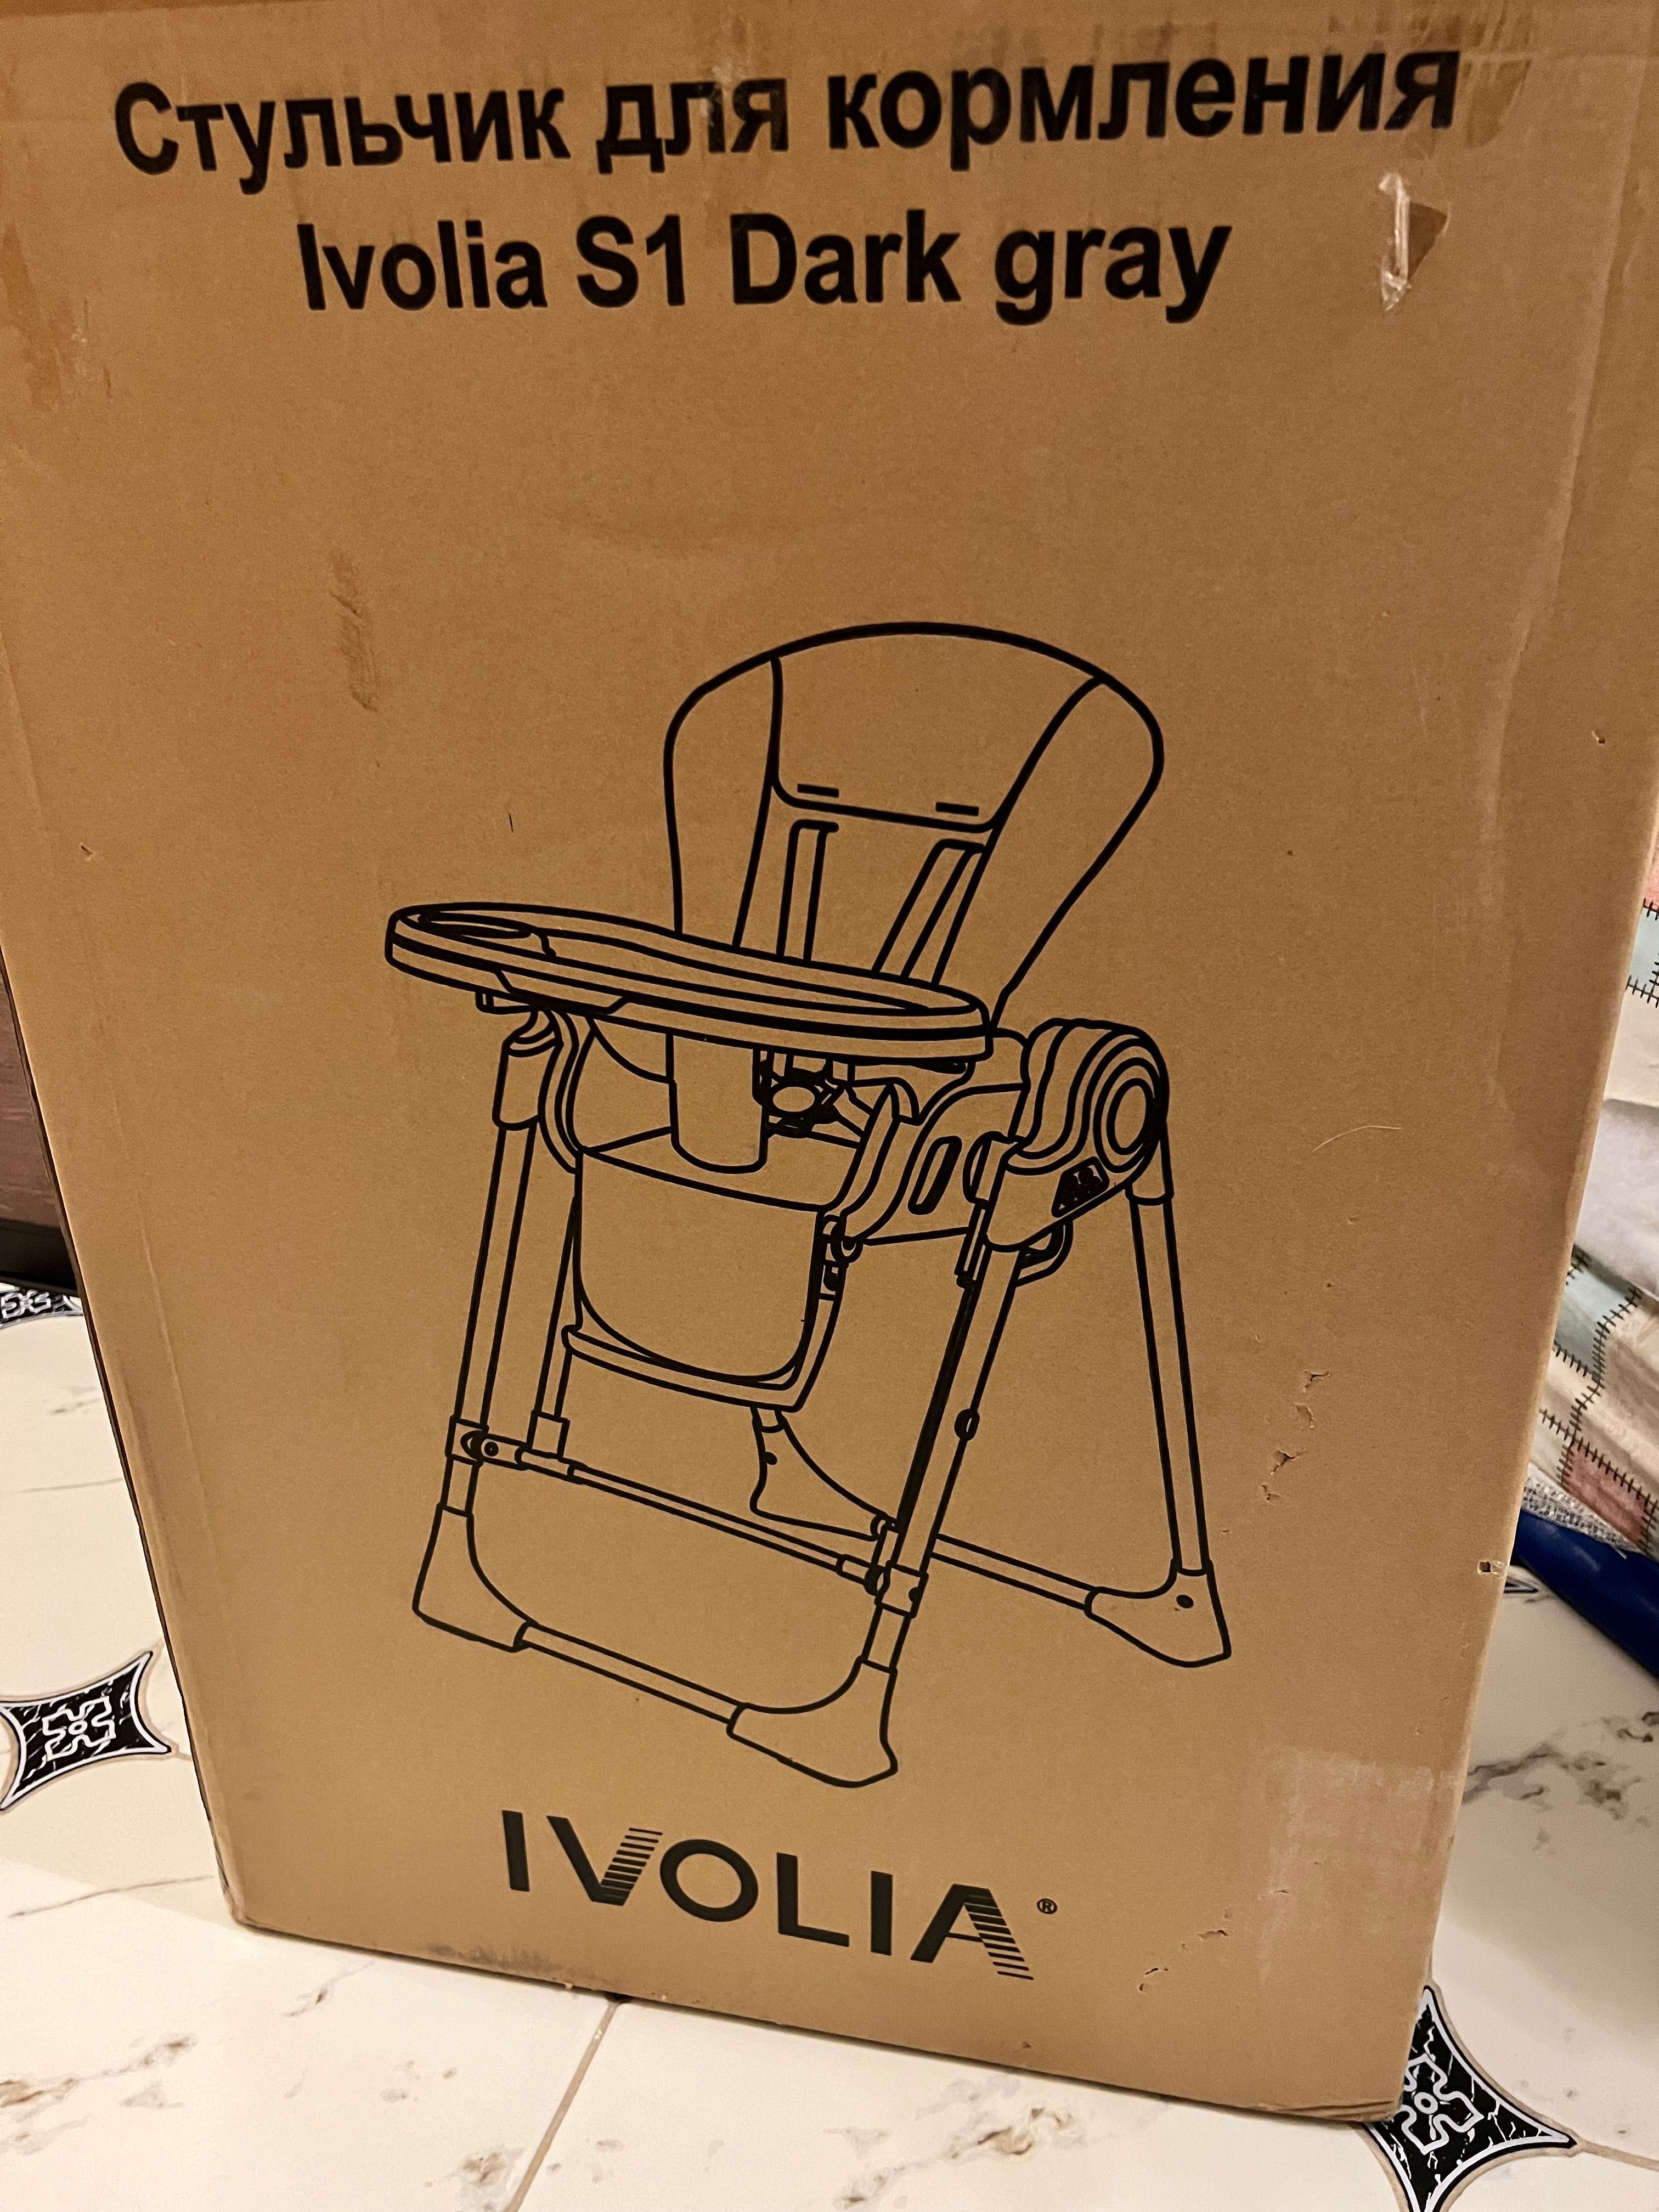 Стульчик для кормления
Ivolia S1 Dark gray
IVOLIA®